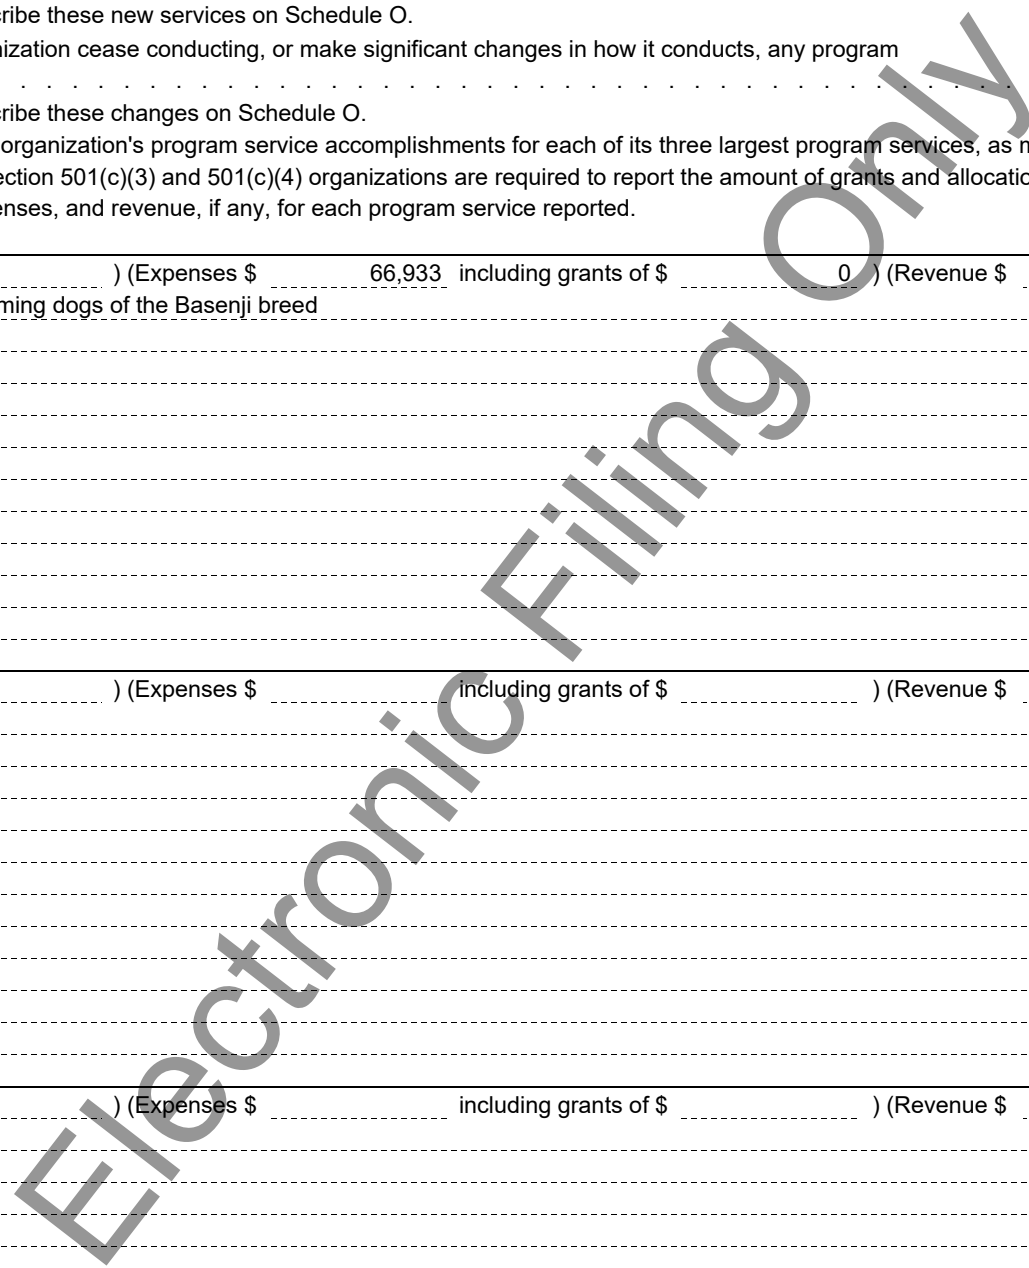 cribe these new services on Schedule O.
nization cease conducting, or make significant changes in how it conducts, any program
. . . . . . . . . . . . . . . . . . . . . . . . . . . . . . . . . . . . . . .
cribe these changes on Schedule O.
organization's program service accomplishments for each of its three largest program services, as m
ection 501(c)(3) and 501(c)(4) organizations are required to report the amount of grants and allocatio
enses, and revenue, if any, for each program service reported.
) (Expenses $ 66,933 including grants of $ 0 ) (Revenue $
ming dogs of the Basenji breed
) (Expenses $ including grants of $ ) (Revenue $
) (Expenses $ including grants of $ ) (Revenue $
Electronic Filing Only